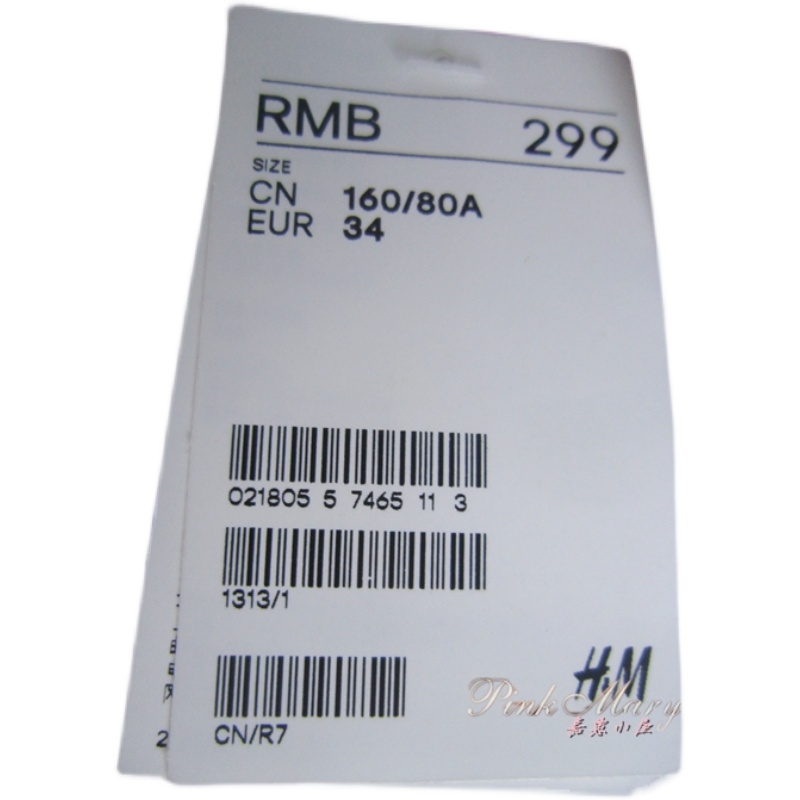 RMB 299
SIZE
CN 160/80A
EUR 34
021805 5 7465 11 3
1313/1
H&M
Pink Mary
CN/R7